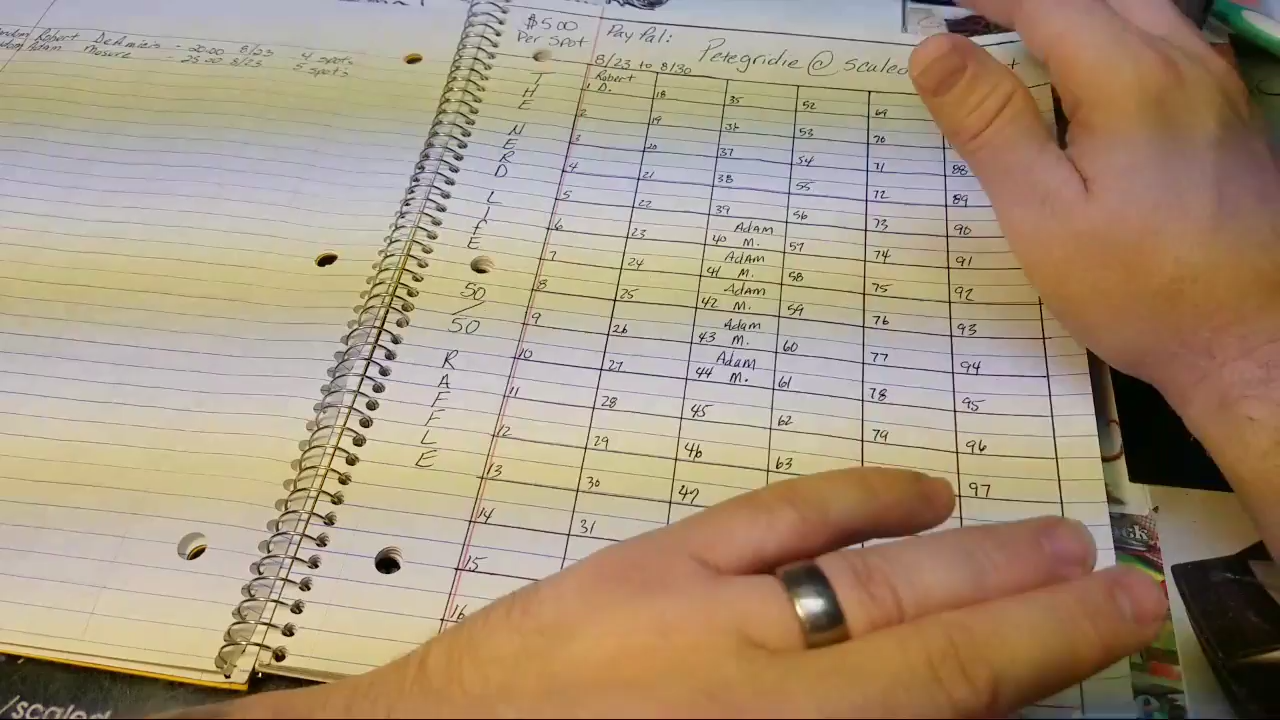 Robert DeAmicis - 20.00 8/23 4 spots
Adam Masure - 25.00 8/23 5 spots
$5.00
Per Spot
PayPal:
Petegridie@scaled
8/23 to 8/30
THE
NERD
LIFE
50/50
RAFFLE
1 Robert D. 18 35 52 69
2 19 36 53 70
3 20 37 54 71 88
4 21 38 55 72 89
5 22 39 56 73 90
6 23 40 Adam M. 57 74 91
7 24 41 Adam M. 58 75 92
8 25 42 Adam M. 59 76 93
9 26 43 Adam M. 60 77 94
10 27 44 Adam M. 61 78 95
11 28 45 62 79 96
12 29 46 63 97
13 30 47
14 31
15
16
/scaled